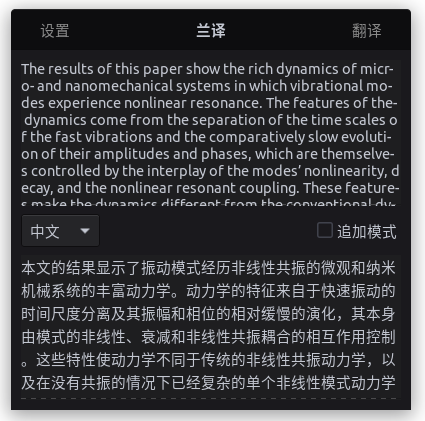 设置
兰译
翻译
The results of this paper show the rich dynamics of micr-
o- and nanomechanical systems in which vibrational mo-
des experience nonlinear resonance. The features of the-
dynamics come from the separation of the time scales o
f the fast vibrations and the comparatively slow evoluti-
on of their amplitudes and phases, which are themselve-
s controlled by the interplay of the modes’ nonlinearity, d
ecay, and the nonlinear resonant coupling. These feature-
s make the dynamics different from the conventional dy-
中文
追加模式
本文的结果显示了振动模式经历非线性共振的微观和纳米
机械系统的丰富动力学。动力学的特征来自于快速振动的
时间尺度分离及其振幅和相位的相对缓慢的演化，其本身
由模式的非线性、衰减和非线性共振耦合的相互作用控制
。这些特性使动力学不同于传统的非线性共振动力学，以
及在没有共振的情况下已经复杂的单个非线性模式动力学